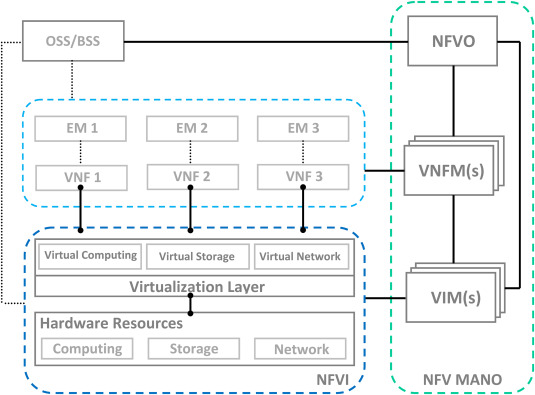 OSS/BSS
NFVO
EM 1
EM 2
EM 3
VNF 1
VNF 2
VNF 3
VNFM(s)
Virtual Computing
Virtual Storage
Virtual Network
Virtualization Layer
VIM(s)
Hardware Resources
Computing
Storage
Network
NFVI
NFV MANO